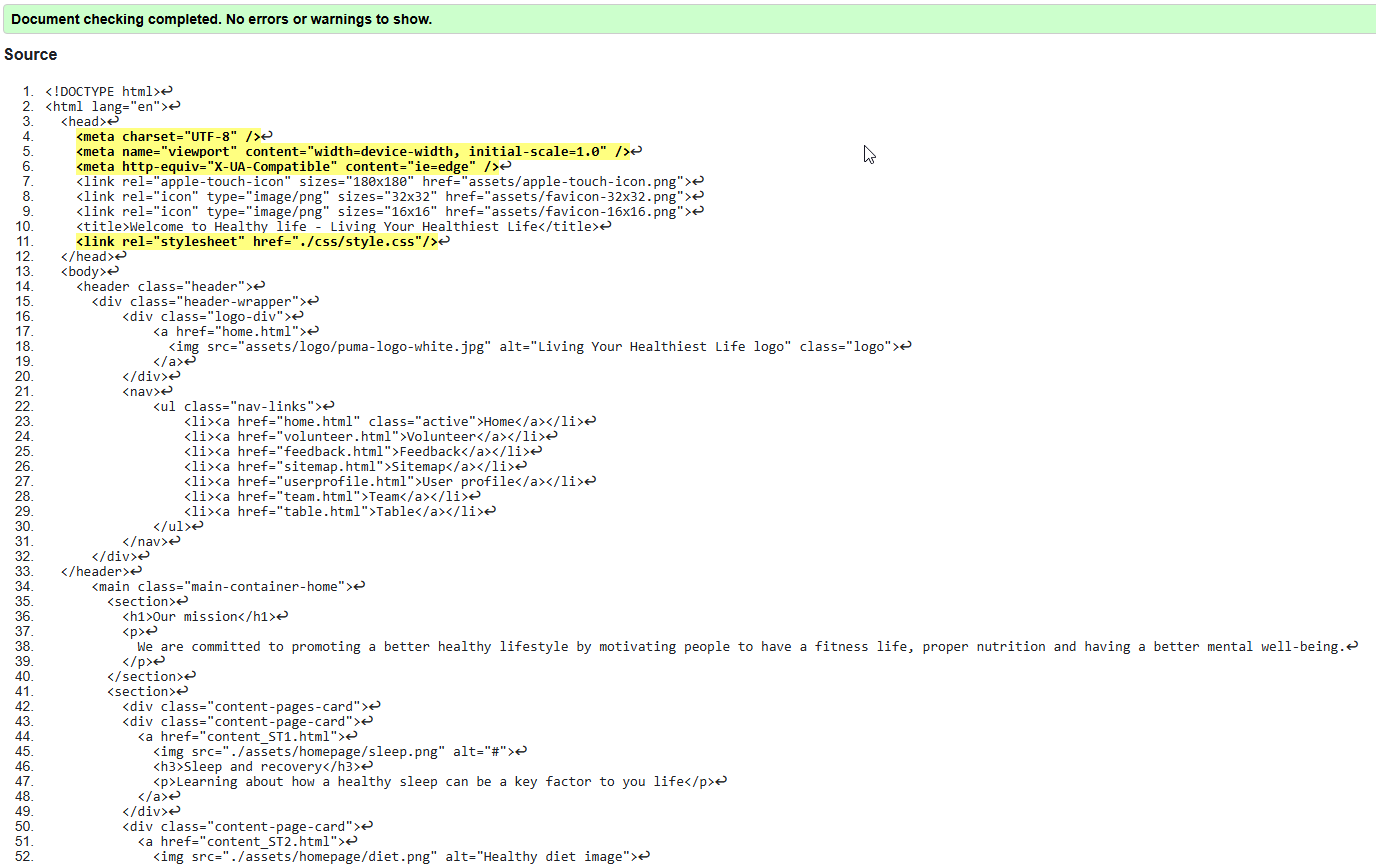 Document checking completed. No errors or warnings to show.
Source
1. <!DOCTYPE html>↩
2. <html lang="en">↩
3. <head>↩
4. <meta charset="UTF-8" />↩
5. <meta name="viewport" content="width=device-width, initial-scale=1.0" />↩
6. <meta http-equiv="X-UA-Compatible" content="ie=edge" />↩
7. <link rel="apple-touch-icon" sizes="180x180" href="assets/apple-touch-icon.png">↩
8. <link rel="icon" type="image/png" sizes="32x32" href="assets/favicon-32x32.png">↩
9. <link rel="icon" type="image/png" sizes="16x16" href="assets/favicon-16x16.png">↩
10. <title>Welcome to Healthy life - Living Your Healthiest Life</title>↩
11. <link rel="stylesheet" href="./css/style.css"/>↩
12. </head>↩
13. <body>↩
14. <header class="header">↩
15. <div class="header-wrapper">↩
16. <div class="logo-div">↩
17. <a href="home.html">↩
18. <img src="assets/logo/puma-logo-white.jpg" alt="Living Your Healthiest Life logo" class="logo">↩
19. </a>↩
20. </div>↩
21. <nav>↩
22. <ul class="nav-links">↩
23. <li><a href="home.html" class="active">Home</a></li>↩
24. <li><a href="volunteer.html">Volunteer</a></li>↩
25. <li><a href="feedback.html">Feedback</a></li>↩
26. <li><a href="sitemap.html">Sitemap</a></li>↩
27. <li><a href="userprofile.html">User profile</a></li>↩
28. <li><a href="team.html">Team</a></li>↩
29. <li><a href="table.html">Table</a></li>↩
30. </ul>↩
31. </nav>↩
32. </div>↩
33. </header>↩
34. <main class="main-container-home">↩
35. <section>↩
36. <h1>Our mission</h1>↩
37. <p>↩
38. We are committed to promoting a better healthy lifestyle by motivating people to have a fitness life, proper nutrition and having a better mental well-being.↩
39. </p>↩
40. </section>↩
41. <section>↩
42. <div class="content-pages-card">↩
43. <div class="content-page-card">↩
44. <a href="content_ST1.html">↩
45. <img src="./assets/homepage/sleep.png" alt="#">↩
46. <h3>Sleep and recovery</h3>↩
47. <p>Learning about how a healthy sleep can be a key factor to you life</p>↩
48. </a>↩
49. </div>↩
50. <div class="content-page-card">↩
51. <a href="content_ST2.html">↩
52. <img src="./assets/homepage/diet.png" alt="Healthy diet image">↩